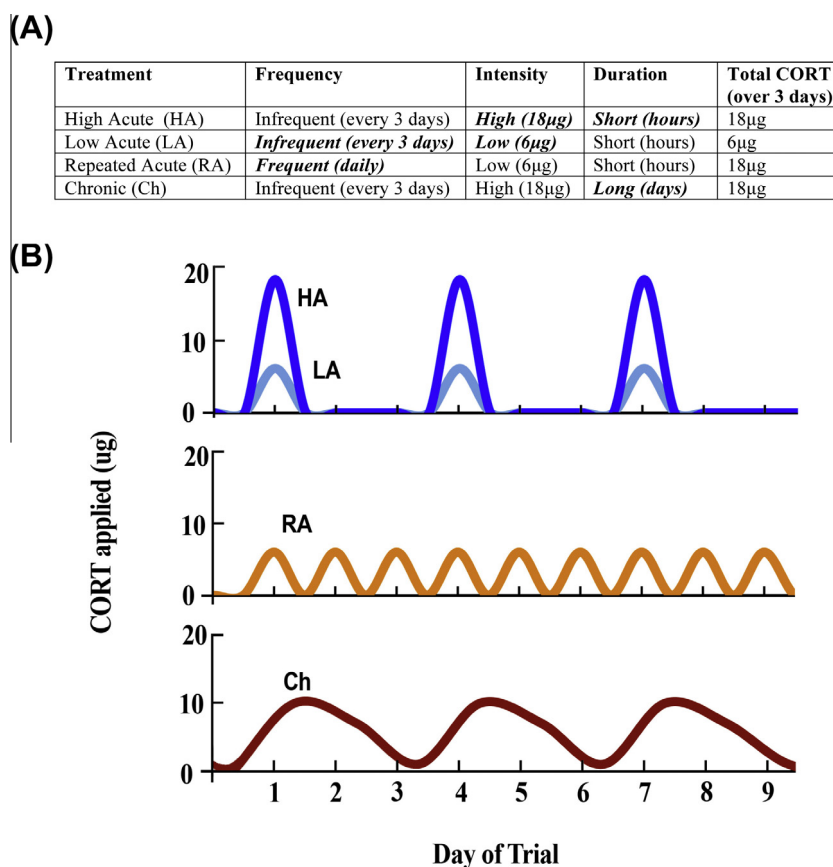 (A)
Treatment Frequency Intensity Duration Total CORT
(over 3 days)
High Acute (HA) Infrequent (every 3 days) High (18μg) Short (hours) 18μg
Low Acute (LA) Infrequent (every 3 days) Low (6μg) Short (hours) 6μg
Repeated Acute (RA) Frequent (daily) Low (6μg) Short (hours) 18μg
Chronic (Ch) Infrequent (every 3 days) High (18μg) Long (days) 18μg
(B)
20
HA
10
LA
0
20
RA
10
0
CORT applied (ug)
20
Ch
10
0
1 2 3 4 5 6 7 8 9
Day of Trial